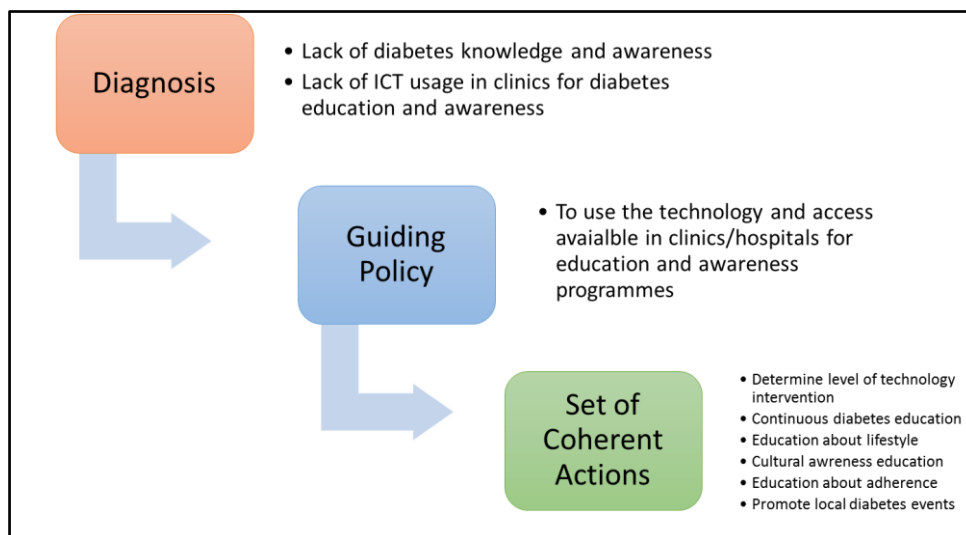 Diagnosis
• Lack of diabetes knowledge and awareness
• Lack of ICT usage in clinics for diabetes
education and awareness
Guiding
Policy
• To use the technology and access
avaialble in clinics/hospitals for
education and awareness
programmes
Set of
Coherent
Actions
• Determine level of technology
intervention
• Continuous diabetes education
• Education about lifestyle
• Cultural awreness education
• Education about adherence
• Promote local diabetes events